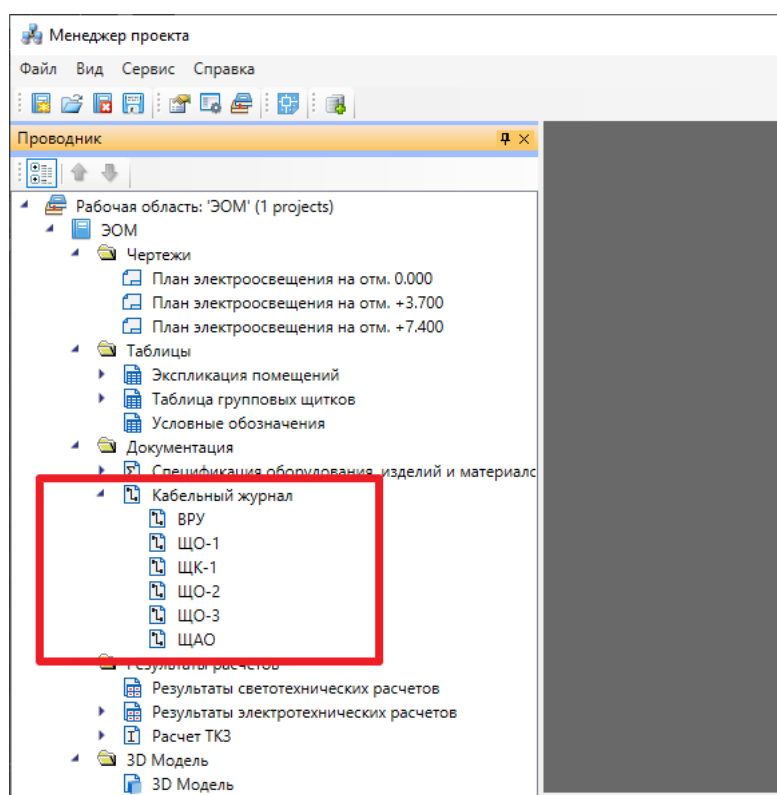 Менеджер проекта
Файл Вид Сервис Справка
Проводник
Рабочая область: 'ЭОМ' (1 projects)
ЭОМ
Чертежи
План электроосвещения на отм. 0.000
План электроосвещения на отм. +3.700
План электроосвещения на отм. +7.400
Таблицы
Экспликация помещений
Таблица групповых щитков
Условные обозначения
Документация
Спецификация оборудования, изделий и материалс
Кабельный журнал
ВРУ
ЩО-1
ЩК-1
ЩО-2
ЩО-3
ЩАО
Результаты расчетов
Результаты светотехнических расчетов
Результаты электротехнических расчетов
Расчет ТКЗ
3D Модель
3D Модель